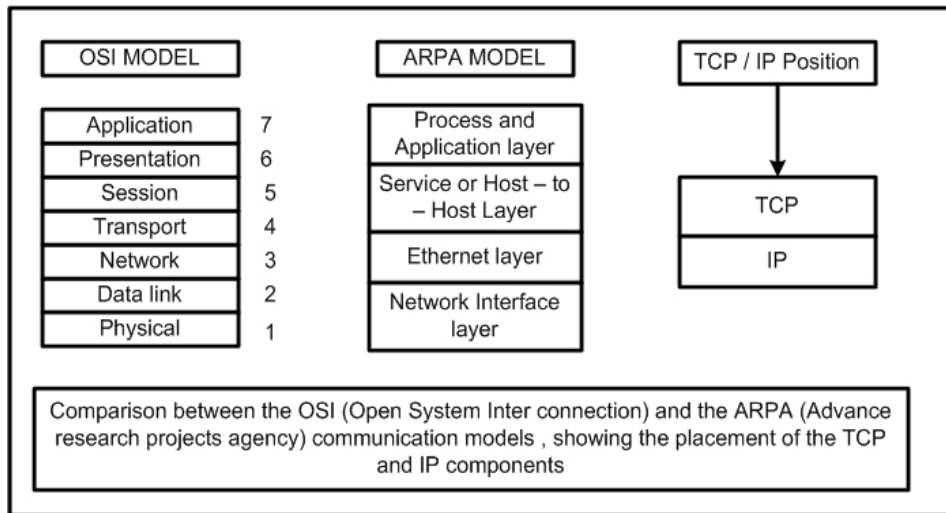 OSI MODEL
ARPA MODEL
TCP / IP Position
Application 7
Presentation 6
Session 5
Transport 4
Network 3
Data link 2
Physical 1
Process and
Application layer
Service or Host – to
– Host Layer
Ethernet layer
Network Interface
layer
TCP
IP
Comparison between the OSI (Open System Inter connection) and the ARPA (Advance
research projects agency) communication models , showing the placement of the TCP
and IP components